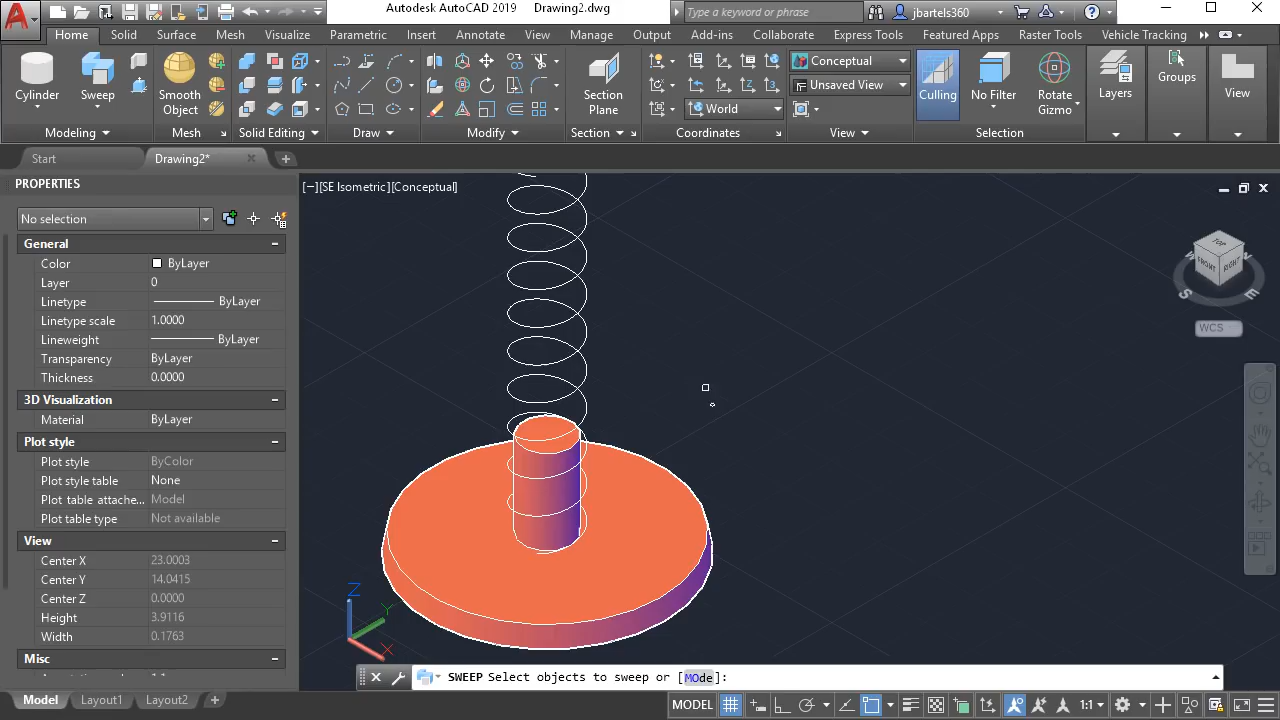 Autodesk AutoCAD 2019 Drawing2.dwg
Type a keyword or phrase
jbartels360
Home Solid Surface Mesh Visualize Parametric Insert Annotate View Manage Output Add-ins Collaborate Express Tools Featured Apps Raster Tools Vehicle Tracking
Cylinder
Sweep
Smooth
Object
Section
Plane
Conceptual
Unsaved View
World
Culling
No Filter
Rotate
Gizmo
Layers
Groups
View
Modeling Mesh Solid Editing Draw Modify Section Coordinates View Selection
Start Drawing2*
PROPERTIES
[−][SE Isometric][Conceptual]
No selection
General
Color ByLayer
Layer 0
Linetype ByLayer
Linetype scale 1.0000
Lineweight ByLayer
Transparency ByLayer
Thickness 0.0000
3D Visualization
Material ByLayer
Plot style
Plot style ByColor
Plot style table None
Plot table attache... Model
Plot table type Not available
View
Center X 23.0003
Center Y 14.0415
Center Z 0.0000
Height 3.9116
Width 0.1763
Misc
TOP
FRONT RIGHT
S E
WCS
Z
Y
X
SWEEP Select objects to sweep or [MOde]:
Model Layout1 Layout2
MODEL 1:1